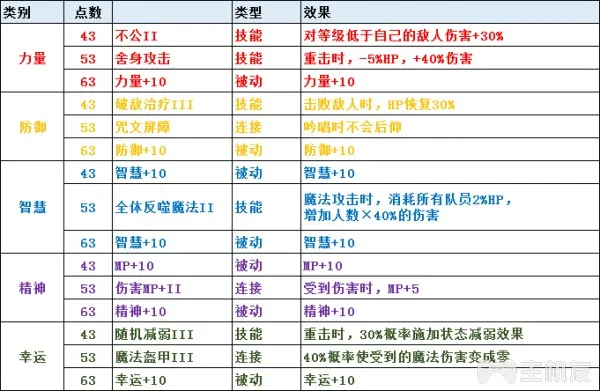 类别 点数 类型 效果
力量 43 不公II 技能 对等级低于自己的敌人伤害+30%
53 舍身攻击 技能 重击时，-5%HP，+40%伤害
63 力量+10 被动 力量+10
防御 43 破敌治疗III 技能 击败敌人时，HP恢复30%
53 咒文屏障 连接 吟唱时不会后仰
63 防御+10 被动 防御+10
智慧 43 智慧+10 被动 智慧+10
53 全体反噬魔法II 技能 魔法攻击时，消耗所有队员2%HP，
增加人数×40%的伤害
63 智慧+10 被动 智慧+10
精神 43 MP+10 被动 MP+10
53 伤害MP+II 连接 受到伤害时，MP+5
63 精神+10 被动 精神+10
幸运 43 随机减弱III 技能 重击时，30%概率施加状态减弱效果
53 魔法盔甲III 连接 40%概率使受到的魔法伤害变成零
63 幸运+10 被动 幸运+10
主机友